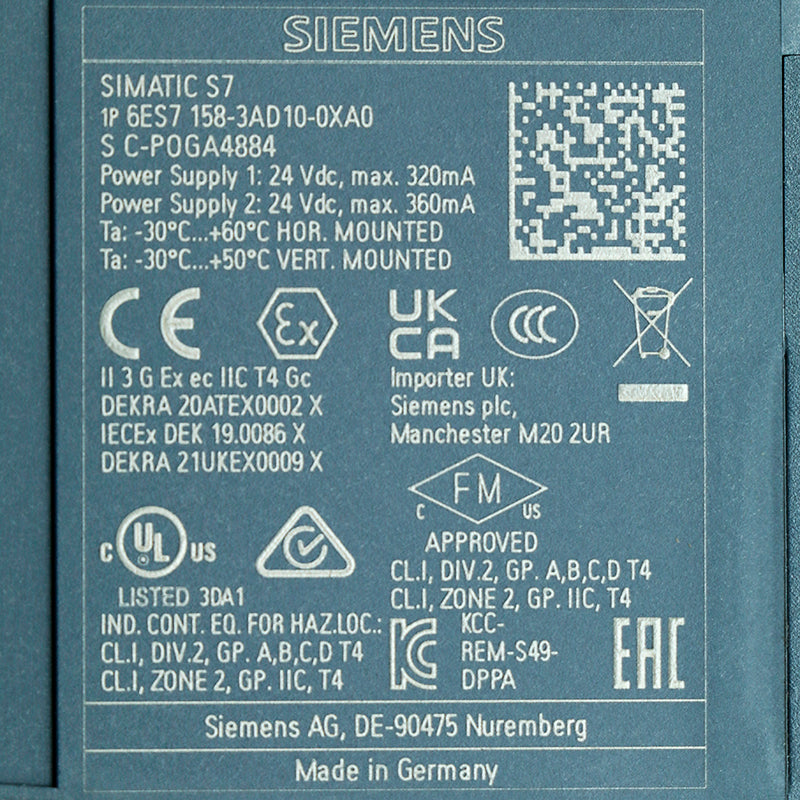 SIEMENS
SIMATIC S7
1P 6ES7 158-3AD10-0XA0
S C-P0GA4884
Power Supply 1: 24 Vdc, max. 320mA
Power Supply 2: 24 Vdc, max. 360mA
Ta: -30°C...+60°C HOR. MOUNTED
Ta: -30°C...+50°C VERT. MOUNTED
CE
Ex
UK
CA
CCC
II 3 G Ex ec IIC T4 Gc
DEKRA 20ATEX0002 X
IECEx DEK 19.0086 X
DEKRA 21UKEX0009 X
Importer UK:
Siemens plc,
Manchester M20 2UR
FM
C US
APPROVED
CL.I, DIV.2, GP. A,B,C,D T4
CL.I, ZONE 2, GP. IIC, T4
C UL US
LISTED 3DA1
IND. CONT. EQ. FOR HAZ.LOC.:
CL.I, DIV.2, GP. A,B,C,D T4
CL.I, ZONE 2, GP. IIC, T4
KC
KCC-
REM-S49-
DPPA
EAC
Siemens AG, DE-90475 Nuremberg
Made in Germany